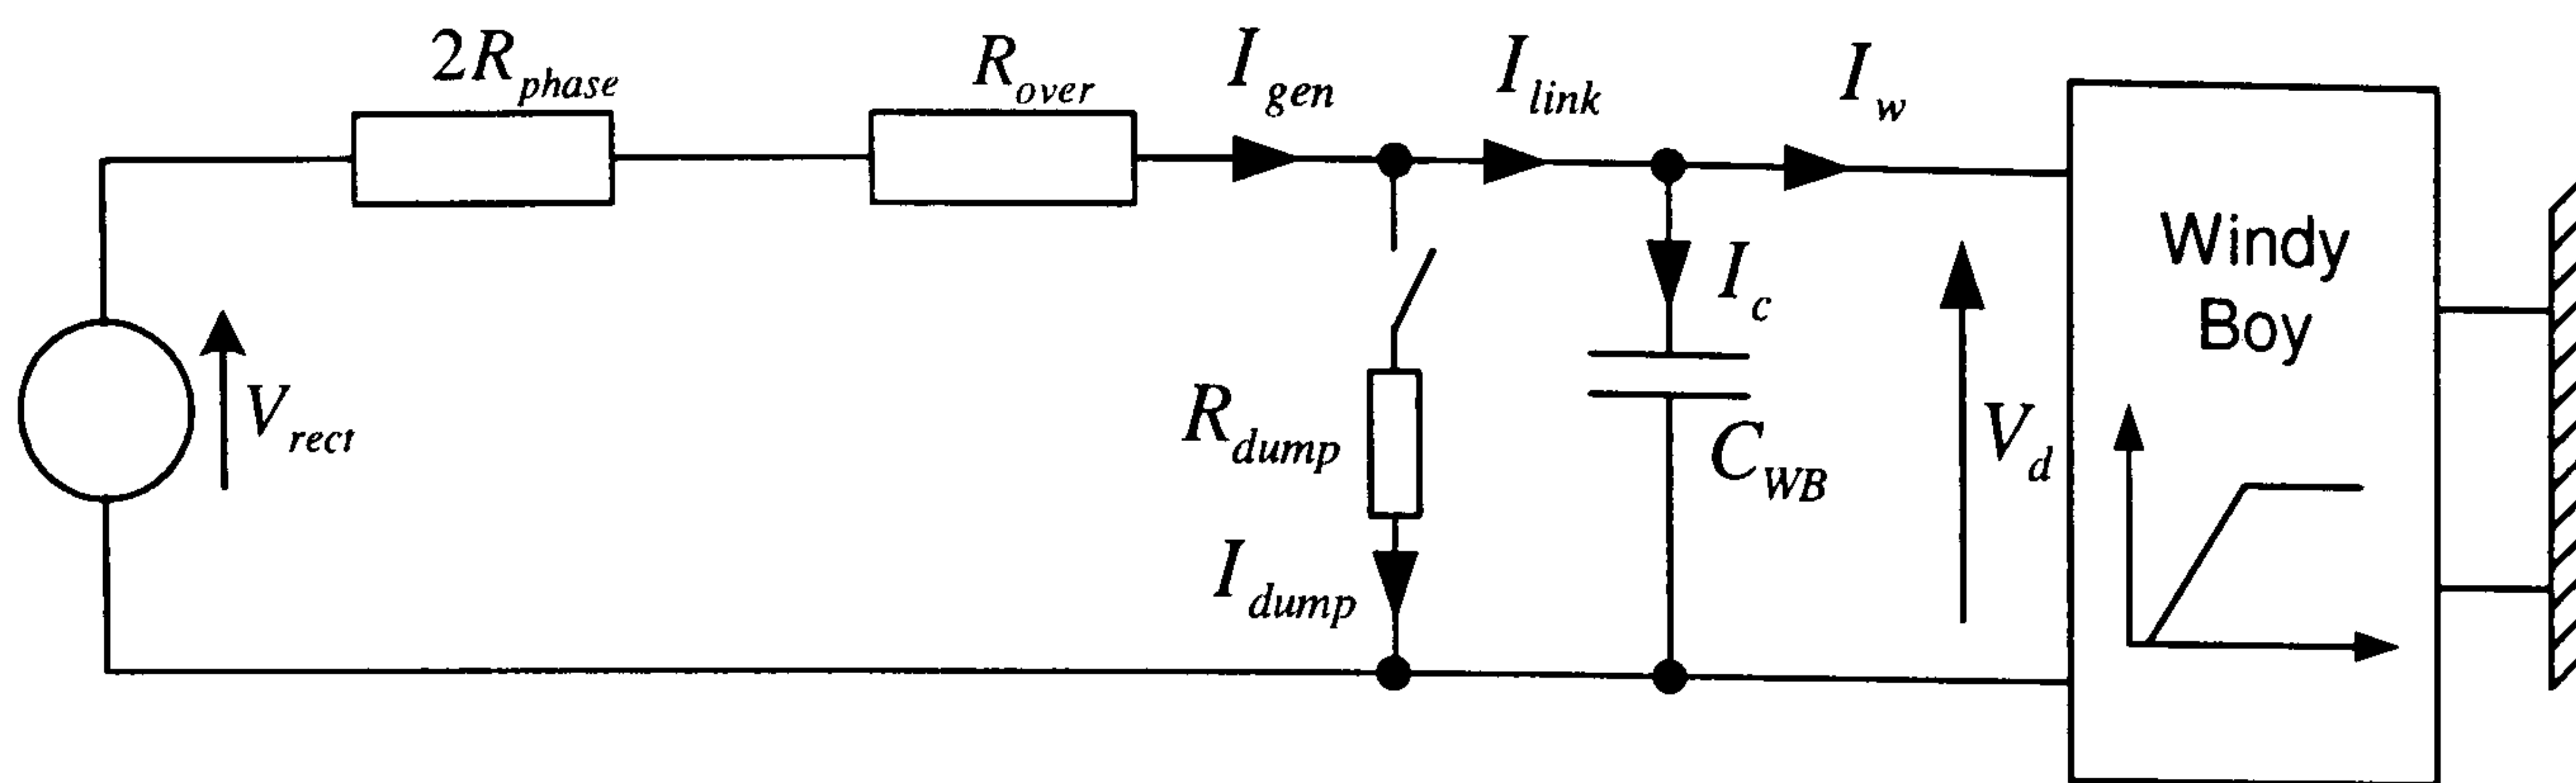 2R_phase
R_over
I_gen
I_link
I_w
V_rect
R_dump
I_dump
I_c
C_WB
V_d
Windy
Boy